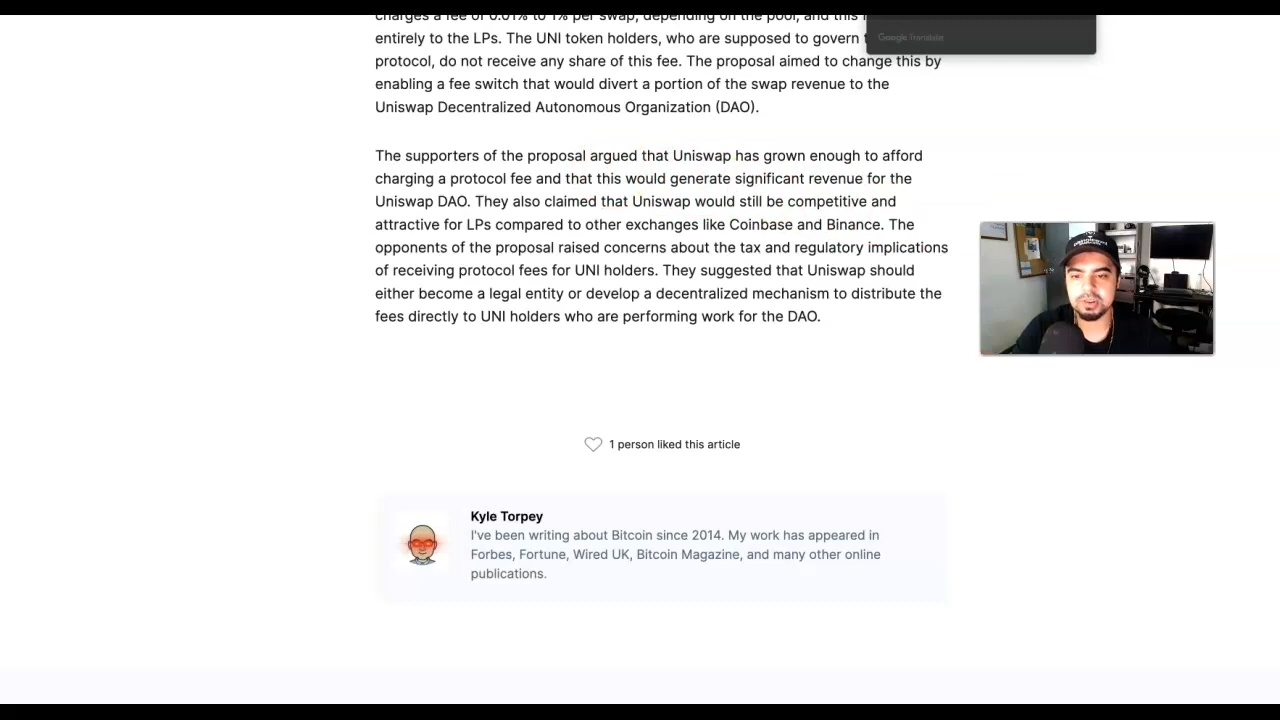 charges a fee of 0.01% to 1% per swap, depending on the pool, and this
Google Translate
entirely to the LPs. The UNI token holders, who are supposed to govern
protocol, do not receive any share of this fee. The proposal aimed to change this by
enabling a fee switch that would divert a portion of the swap revenue to the
Uniswap Decentralized Autonomous Organization (DAO).
The supporters of the proposal argued that Uniswap has grown enough to afford
charging a protocol fee and that this would generate significant revenue for the
Uniswap DAO. They also claimed that Uniswap would still be competitive and
attractive for LPs compared to other exchanges like Coinbase and Binance. The
opponents of the proposal raised concerns about the tax and regulatory implications
of receiving protocol fees for UNI holders. They suggested that Uniswap should
either become a legal entity or develop a decentralized mechanism to distribute the
fees directly to UNI holders who are performing work for the DAO.
1 person liked this article
Kyle Torpey
I've been writing about Bitcoin since 2014. My work has appeared in
Forbes, Fortune, Wired UK, Bitcoin Magazine, and many other online
publications.